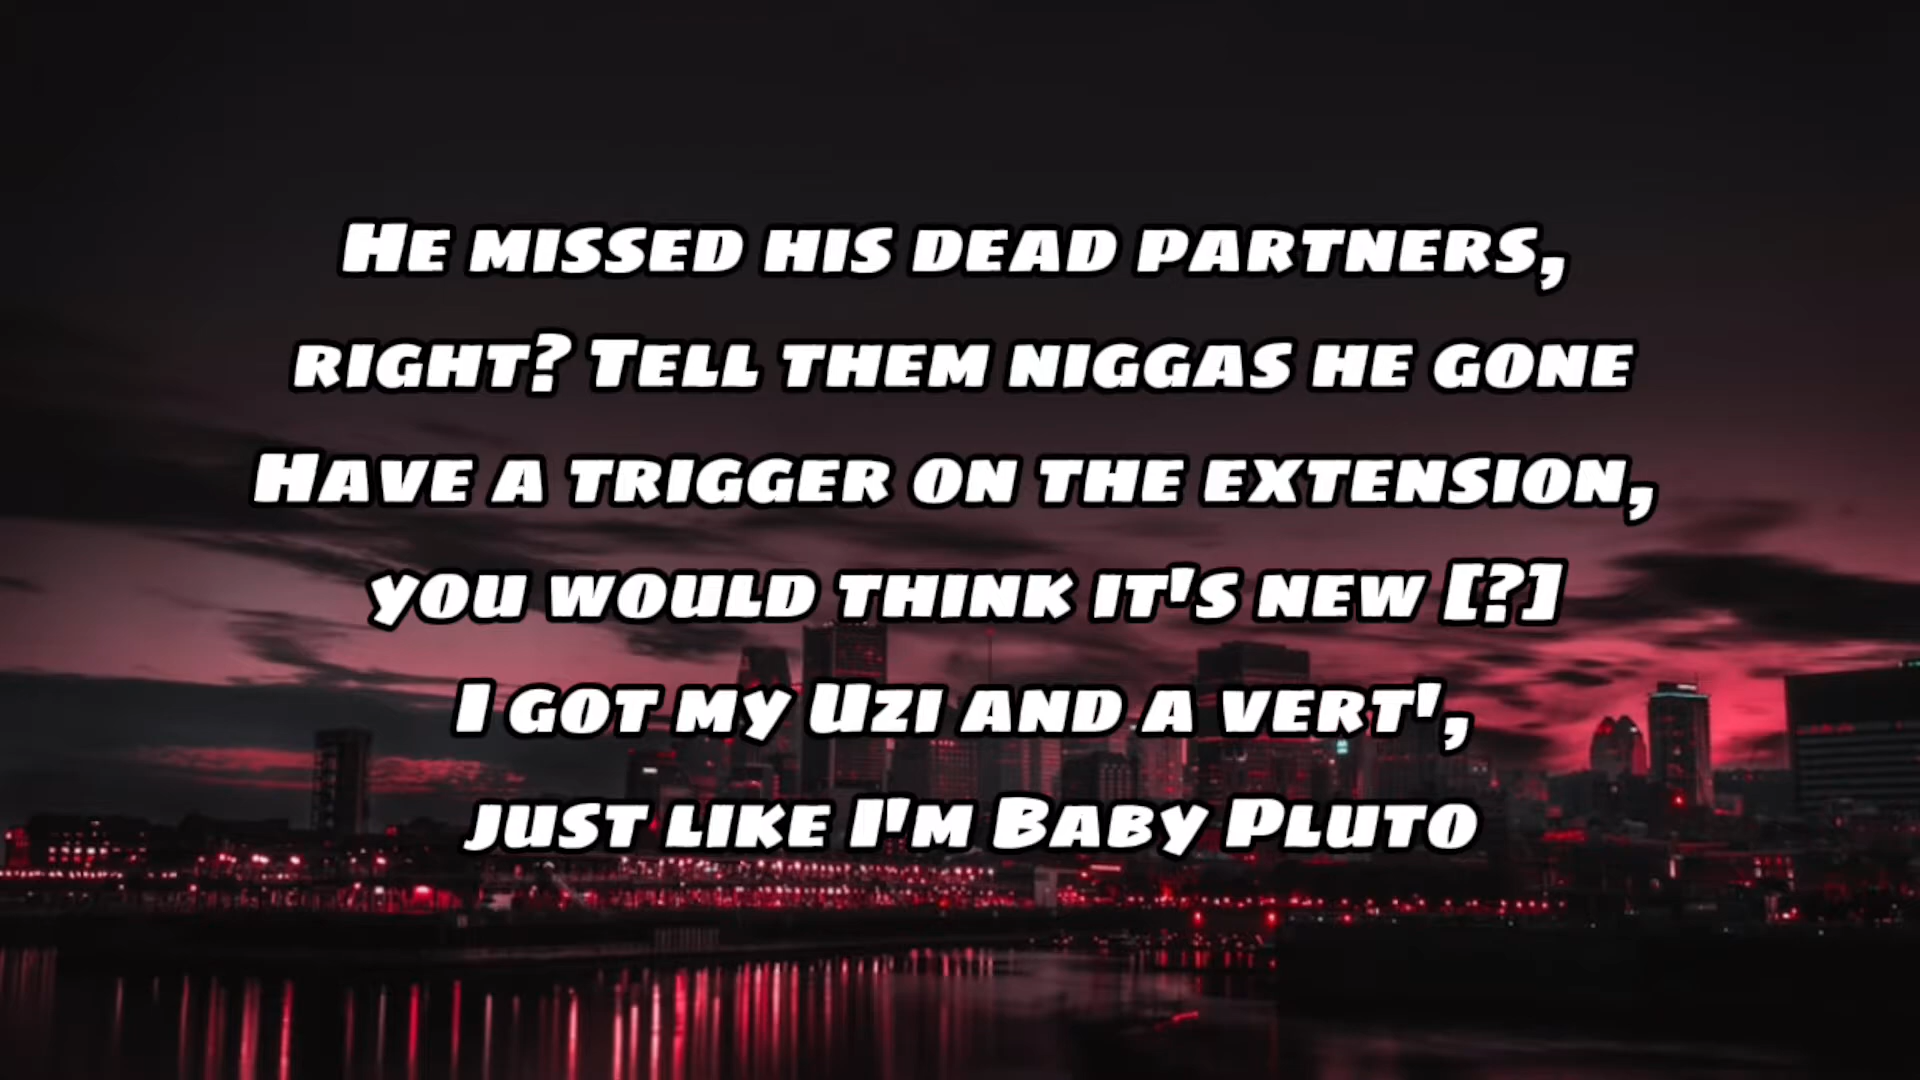 He missed his dead partners,
right? Tell them niggas he gone
Have a trigger on the extension,
you would think it's new [?]
I got my Uzi and a vert',
just like I'm Baby Pluto